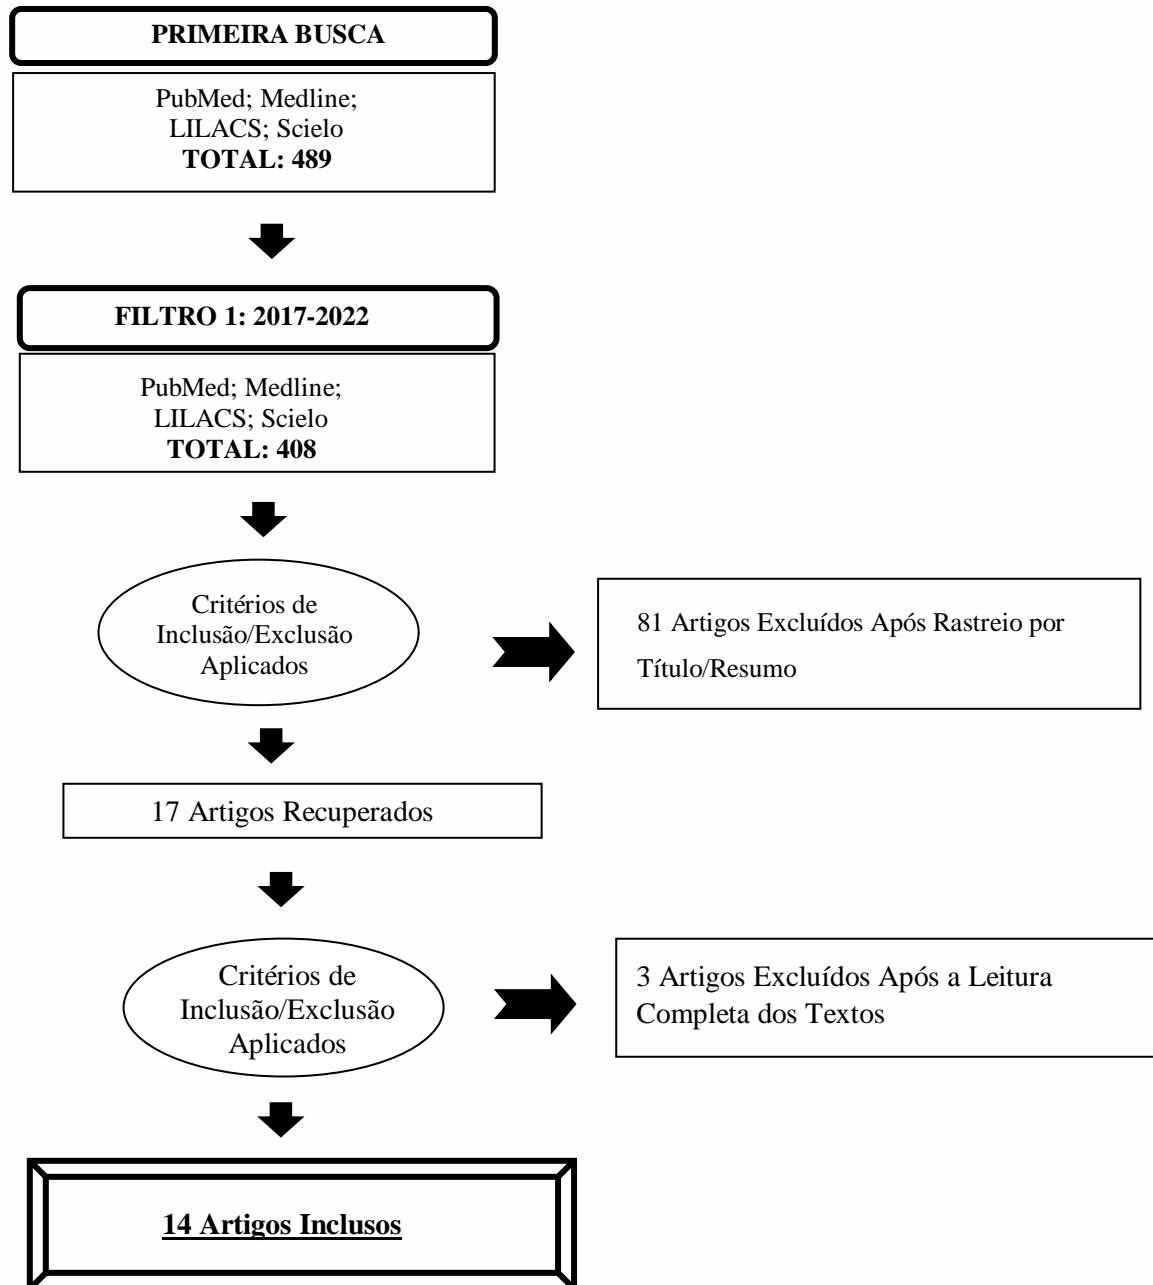 PRIMEIRA BUSCA
PubMed; Medline;
LILACS; Scielo
TOTAL: 489
FILTRO 1: 2017-2022
PubMed; Medline;
LILACS; Scielo
TOTAL: 408
Critérios de
Inclusão/Exclusão
Aplicados
81 Artigos Excluídos Após Rastreio por
Título/Resumo
17 Artigos Recuperados
Critérios de
Inclusão/Exclusão
Aplicados
3 Artigos Excluídos Após a Leitura
Completa dos Textos
14 Artigos Inclusos